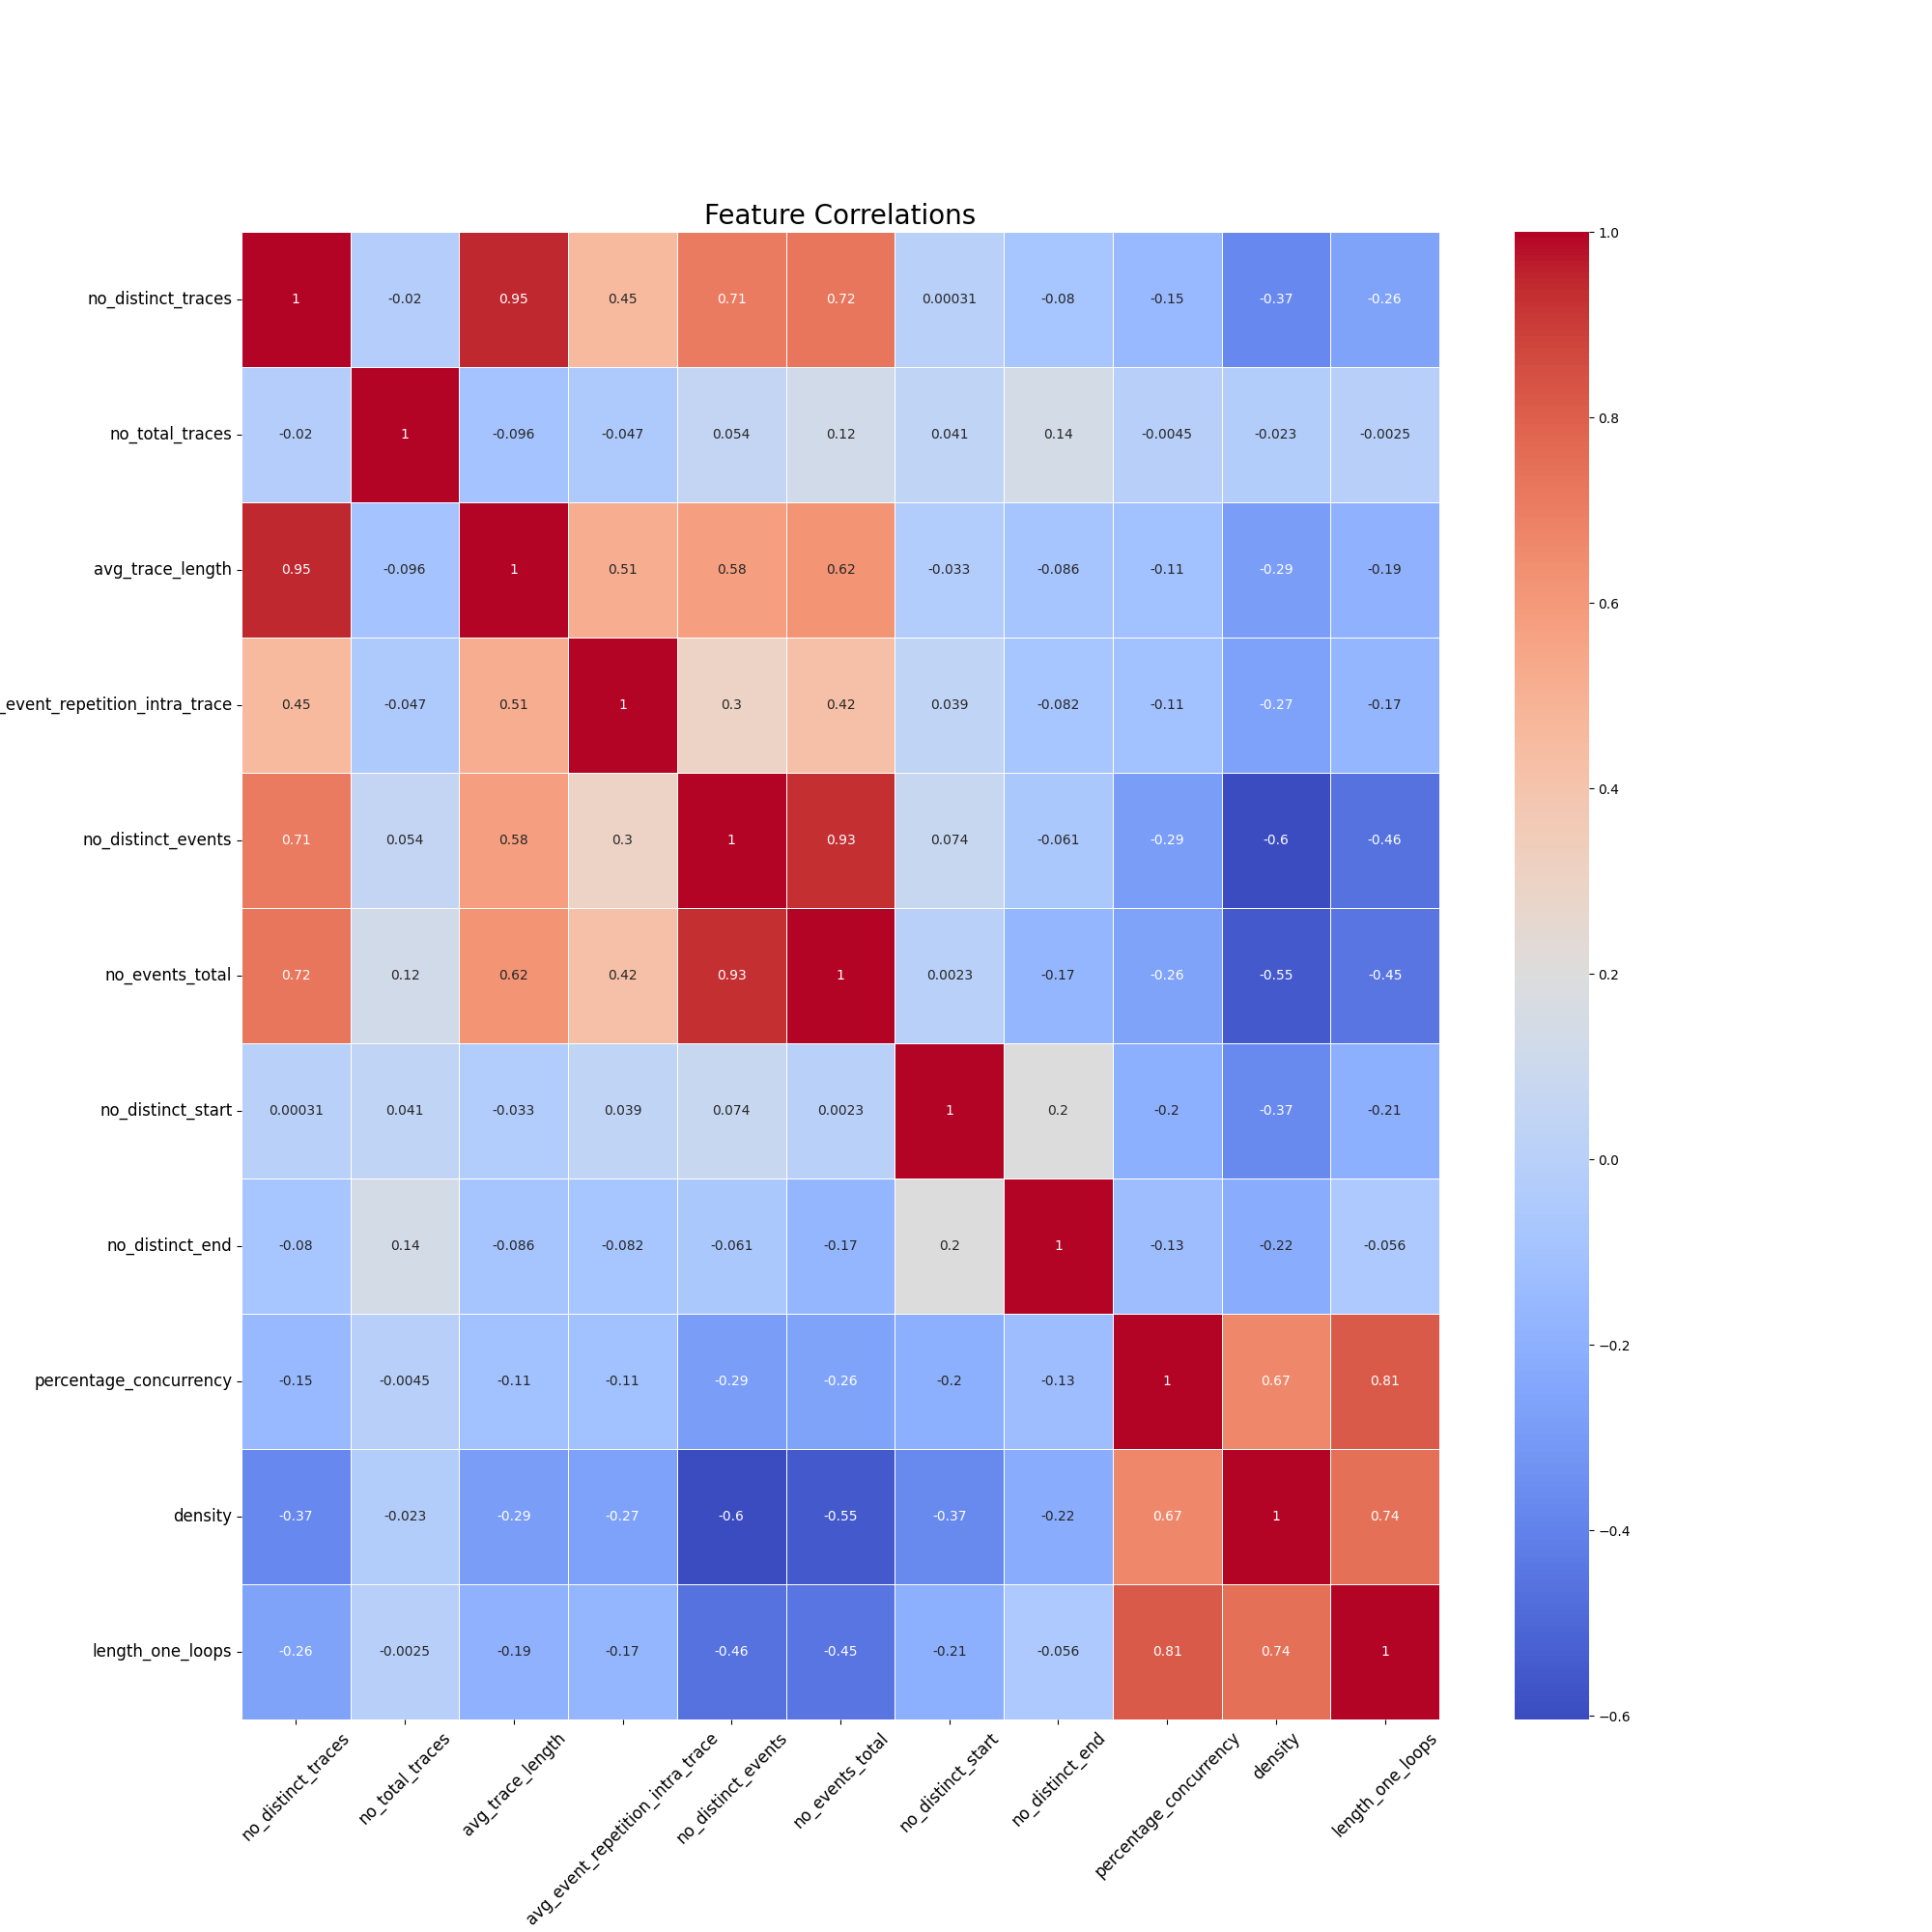 Feature Correlations
no_distinct_traces 1 -0.02 0.95 0.45 0.71 0.72 0.00031 -0.08 -0.15 -0.37 -0.26
no_total_traces -0.02 1 -0.096 -0.047 0.054 0.12 0.041 0.14 -0.0045 -0.023 -0.0025
avg_trace_length 0.95 -0.096 1 0.51 0.58 0.62 -0.033 -0.086 -0.11 -0.29 -0.19
_event_repetition_intra_trace 0.45 -0.047 0.51 1 0.3 0.42 0.039 -0.082 -0.11 -0.27 -0.17
no_distinct_events 0.71 0.054 0.58 0.3 1 0.93 0.074 -0.061 -0.29 -0.6 -0.46
no_events_total 0.72 0.12 0.62 0.42 0.93 1 0.0023 -0.17 -0.26 -0.55 -0.45
no_distinct_start 0.00031 0.041 -0.033 0.039 0.074 0.0023 1 0.2 -0.2 -0.37 -0.21
no_distinct_end -0.08 0.14 -0.086 -0.082 -0.061 -0.17 0.2 1 -0.13 -0.22 -0.056
percentage_concurrency -0.15 -0.0045 -0.11 -0.11 -0.29 -0.26 -0.2 -0.13 1 0.67 0.81
density -0.37 -0.023 -0.29 -0.27 -0.6 -0.55 -0.37 -0.22 0.67 1 0.74
length_one_loops -0.26 -0.0025 -0.19 -0.17 -0.46 -0.45 -0.21 -0.056 0.81 0.74 1
no_distinct_traces
no_total_traces
avg_trace_length
avg_event_repetition_intra_trace
no_distinct_events
no_events_total
no_distinct_start
no_distinct_end
percentage_concurrency
density
length_one_loops
1.0
0.8
0.6
0.4
0.2
0.0
−0.2
−0.4
−0.6